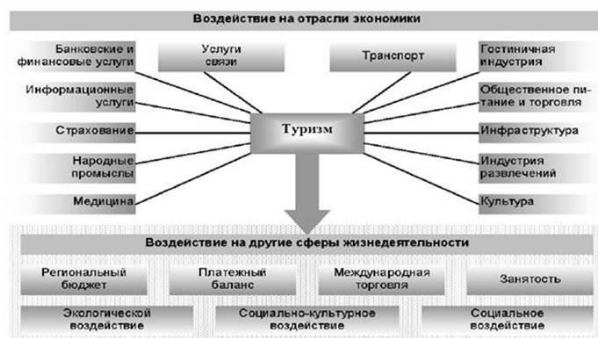 Воздействие на отрасли экономики
Банковские и
финансовые услуги
Услуги
связи
Транспорт
Гостиничная
индустрия
Информационные
услуги
Общественное пи-
тание и торговля
Туризм
Страхование
Инфраструктура
Народные
промыслы
Индустрия
развлечений
Медицина
Культура
Воздействие на другие сферы жизнедеятельности
Региональный
бюджет
Платежный
баланс
Международная
торговля
Занятость
Экологической
воздействие
Социально-культурное
воздействие
Социальное
воздействие